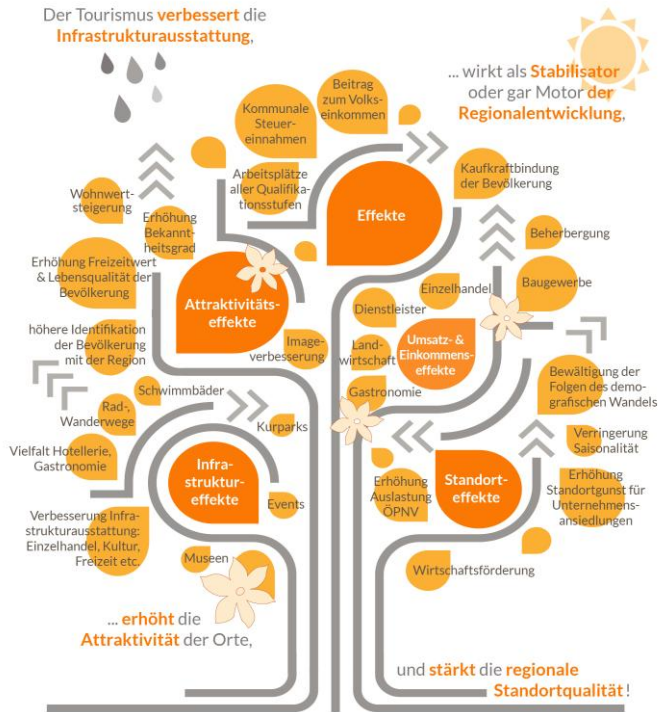 Der Tourismus verbessert die
Infrastrukturausstattung,
... wirkt als Stabilisator
oder gar Motor der
Regionalentwicklung,
Beitrag
zum Volks-
einkommen
Kommunale
Steuer-
einnahmen
Arbeitsplätze
aller Qualifika-
tionsstufen
Effekte
Kaufkraftbindung
der Bevölkerung
Wohnwert-
steigerung
Erhöhung
Bekannt-
heitsgrad
Erhöhung Freizeitwert
& Lebensqualität der
Bevölkerung
Attraktivitäts-
effekte
höhere Identifikation
der Bevölkerung
mit der Region
Image-
verbesserung
Beherbergung
Baugewerbe
Einzelhandel
Dienstleister
Umsatz- &
Einkommens-
effekte
Land-
wirtschaft
Gastronomie
Bewältigung der
Folgen des demo-
grafischen Wandels
Schwimmbäder
Rad-,
Wanderwege
Kurparks
Vielfalt Hotellerie,
Gastronomie
Infra-
struktur-
effekte
Events
Verbesserung Infra-
strukturausstattung:
Einzelhandel, Kultur,
Freizeit etc.
Museen
Verringerung
Saisonalität
Erhöhung
Auslastung
ÖPNV
Standort-
effekte
Erhöhung
Standortgunst für
Unternehmens-
ansiedlungen
Wirtschaftsförderung
... erhöht die
Attraktivität der Orte,
und stärkt die regionale
Standortqualität!